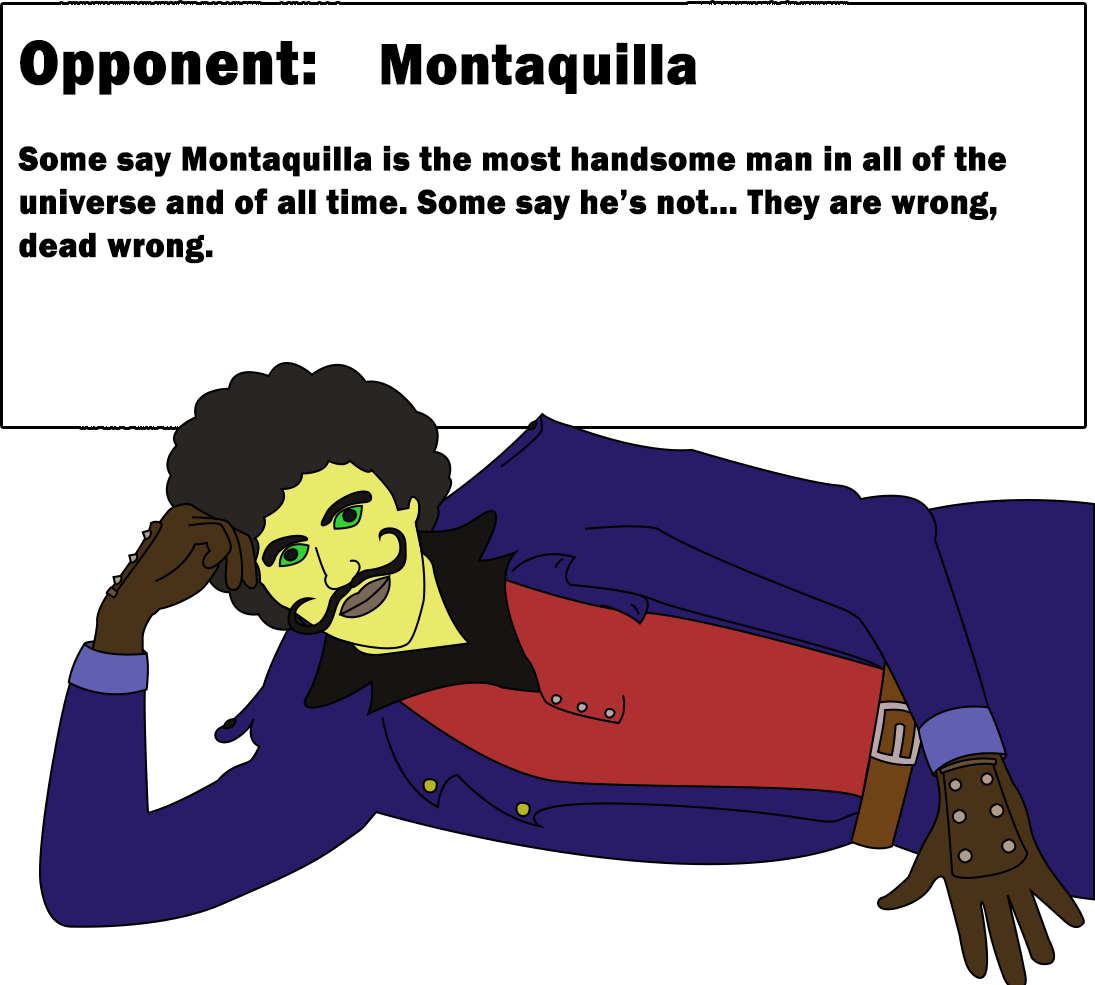 Opponent: Montaquilla
Some say Montaquilla is the most handsome man in all of the
universe and of all time. Some say he’s not... They are wrong,
dead wrong.